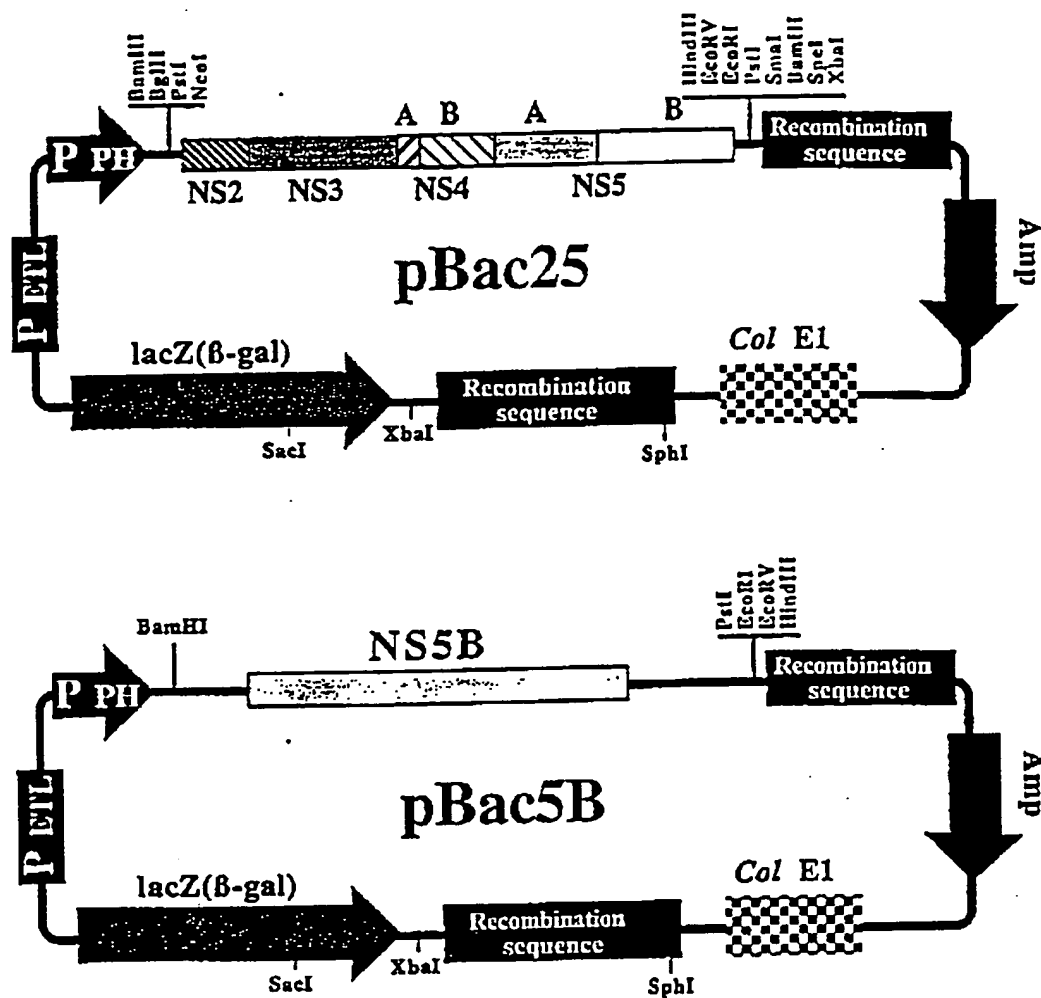 BamHI
BglII
PstI
NcoI
HindIII
EcoRV
EcoRI
PstI
SmaI
BamHI
SpeI
XbaI
A B A B
P PH
Recombination
sequence
NS2 NS3 NS4 NS5
P ETL
pBac25
Amp
lacZ(ß-gal)
Col E1
Recombination
sequence
SacI
XbaI
SphI
BamHI
PstI
EcoRI
EcoRV
HindIII
NS5B
P PH
Recombination
sequence
P ETL
pBac5B
Amp
lacZ(ß-gal)
Col E1
Recombination
sequence
SacI
XbaI
SphI